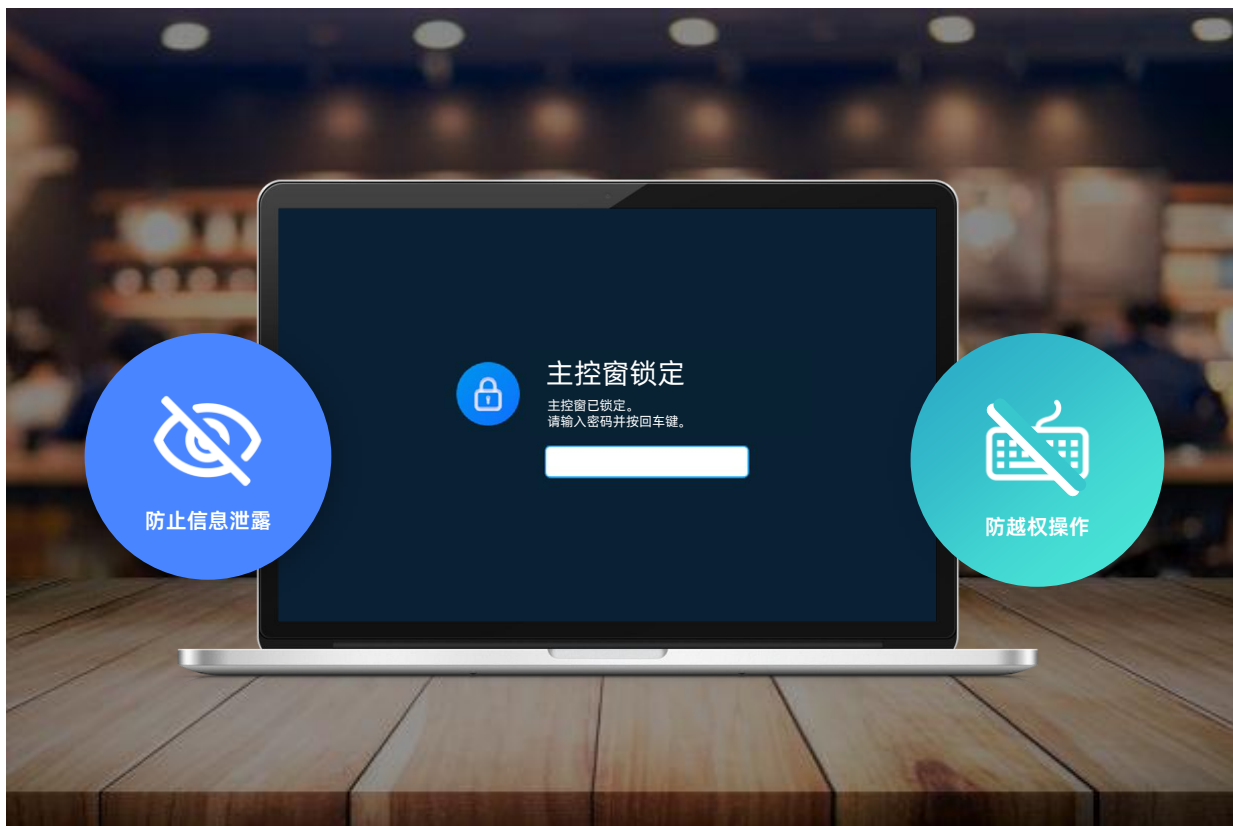 主控窗锁定
主控窗已锁定。
请输入密码并按回车键。
防止信息泄露
防越权操作